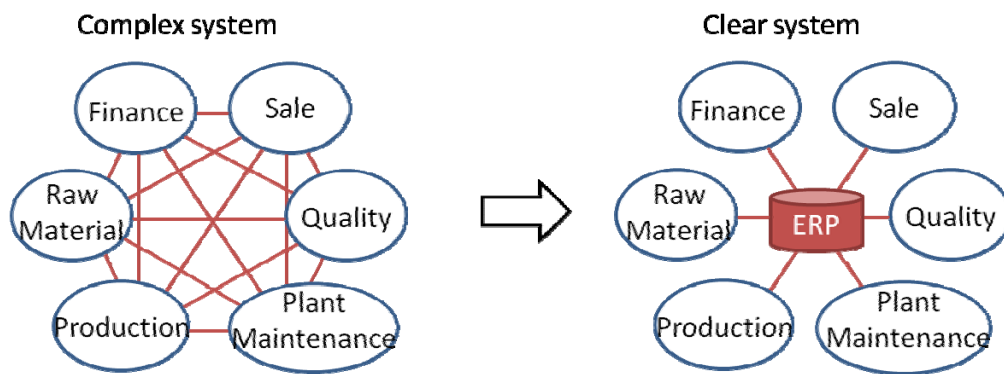 Complex system
Finance
Sale
Raw
Material
Quality
Production
Plant
Maintenance
Clear system
Finance
Sale
Raw
Material
ERP
Quality
Production
Plant
Maintenance